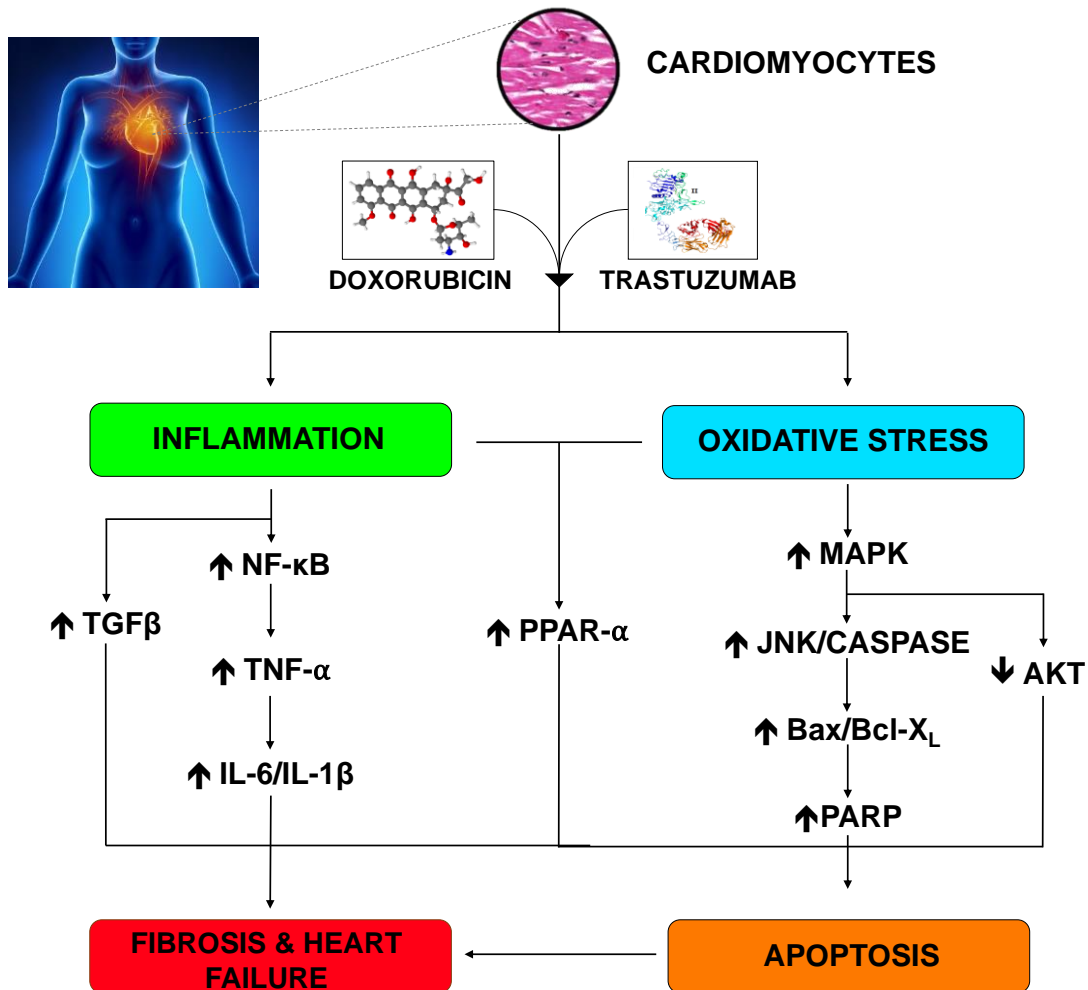 CARDIOMYOCYTES
DOXORUBICIN
TRASTUZUMAB
INFLAMMATION
OXIDATIVE STRESS
↑ NF-κB
↑ MAPK
↑ TGFβ
↑ PPAR-α
↑ JNK/CASPASE
↑ TNF-α
↓ AKT
↑ Bax/Bcl-X_L
↑ IL-6/IL-1β
↑PARP
FIBROSIS & HEART
FAILURE
APOPTOSIS